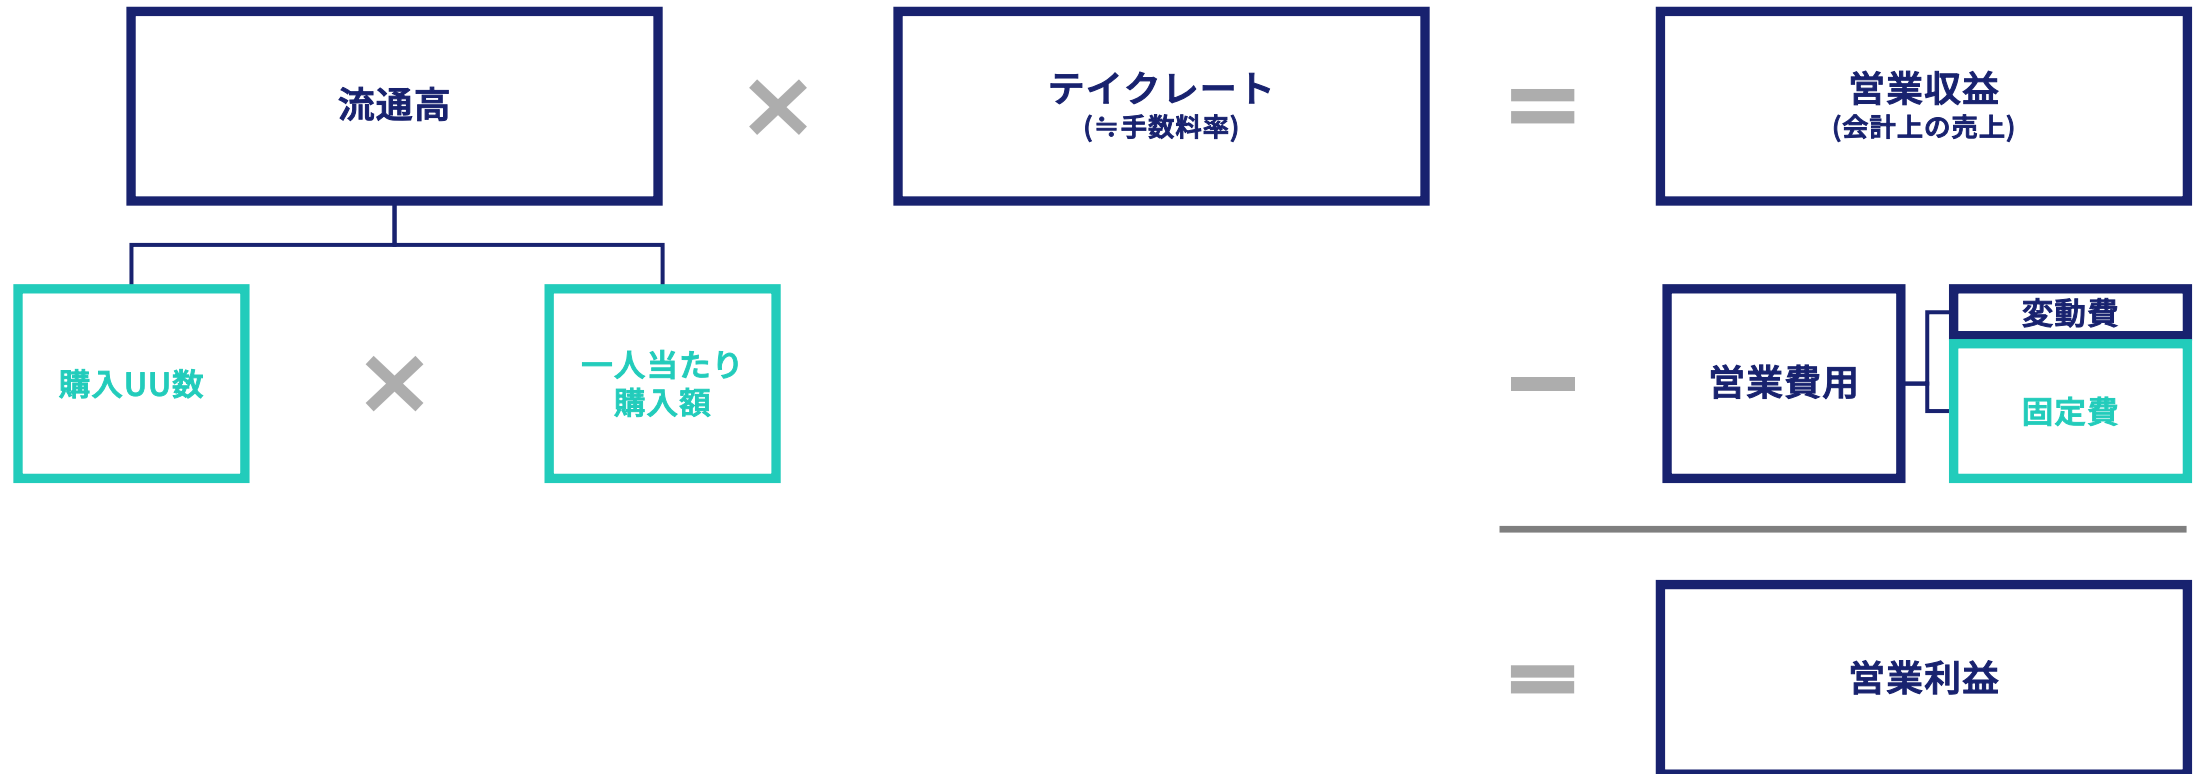 流通高
×
テイクレート
(≒手数料率)
=
営業収益
(会計上の売上)
購入UU数
×
一人当たり
購入額
−
営業費用
変動費
固定費
=
営業利益